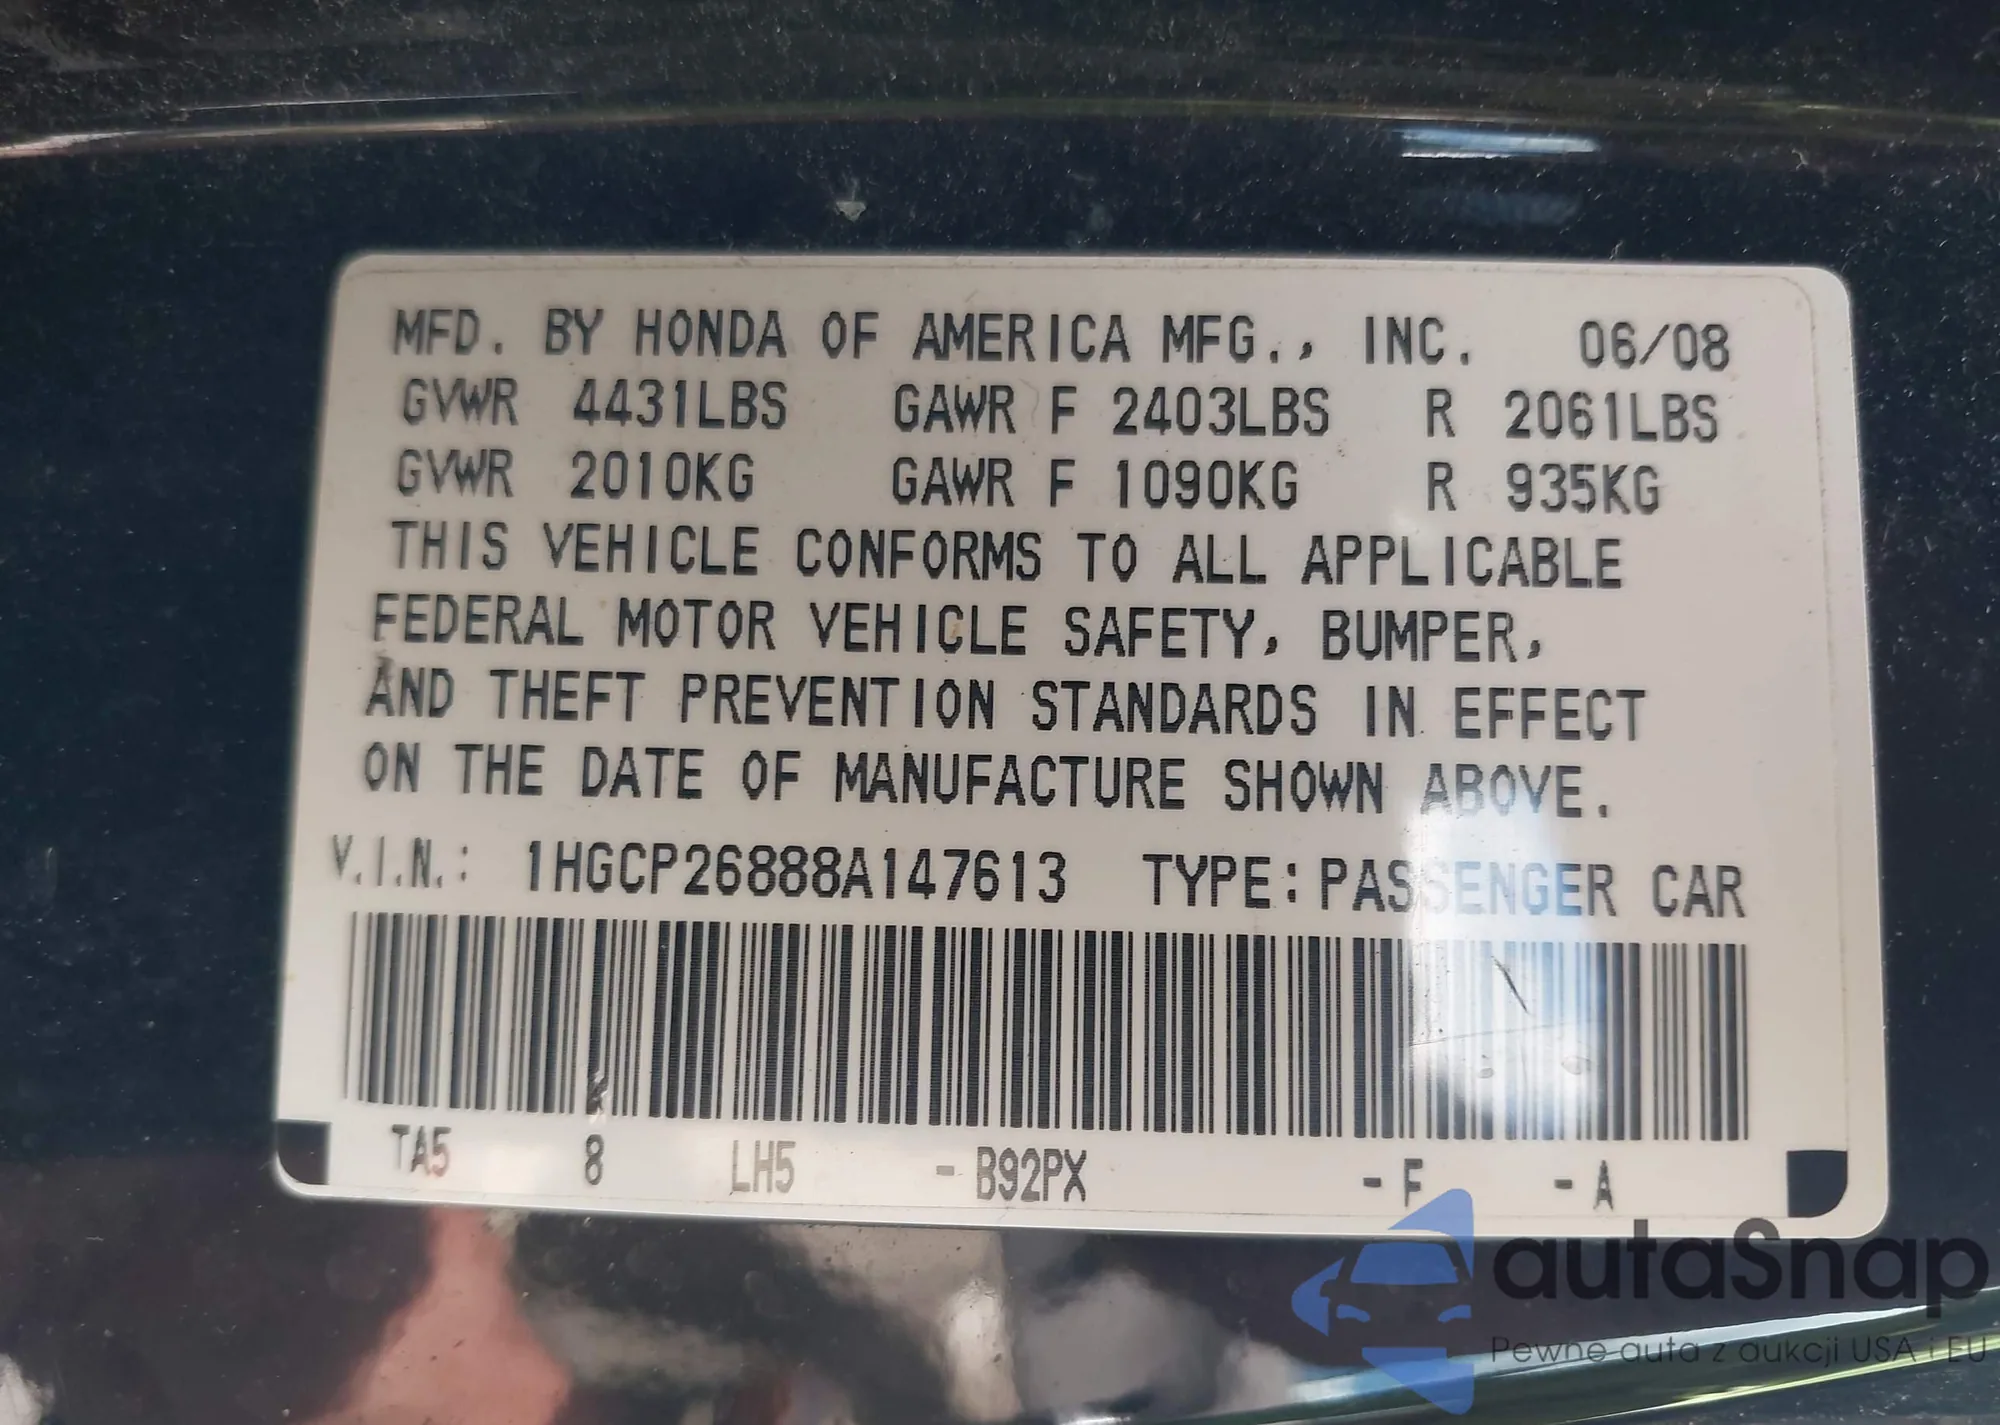 MFD. BY HONDA OF AMERICA MFG., INC. 06/08
GVWR 4431LBS GAWR F 2403LBS R 2061LBS
GVWR 2010KG GAWR F 1090KG R 935KG
THIS VEHICLE CONFORMS TO ALL APPLICABLE
FEDERAL MOTOR VEHICLE SAFETY, BUMPER,
AND THEFT PREVENTION STANDARDS IN EFFECT
ON THE DATE OF MANUFACTURE SHOWN ABOVE.
V.I.N.: 1HGCP26888A147613 TYPE: PASSENGER CAR
TA5 8 LH5 - B92PX - F - A
autaSnap
Pewne auta z aukcji USA i EU